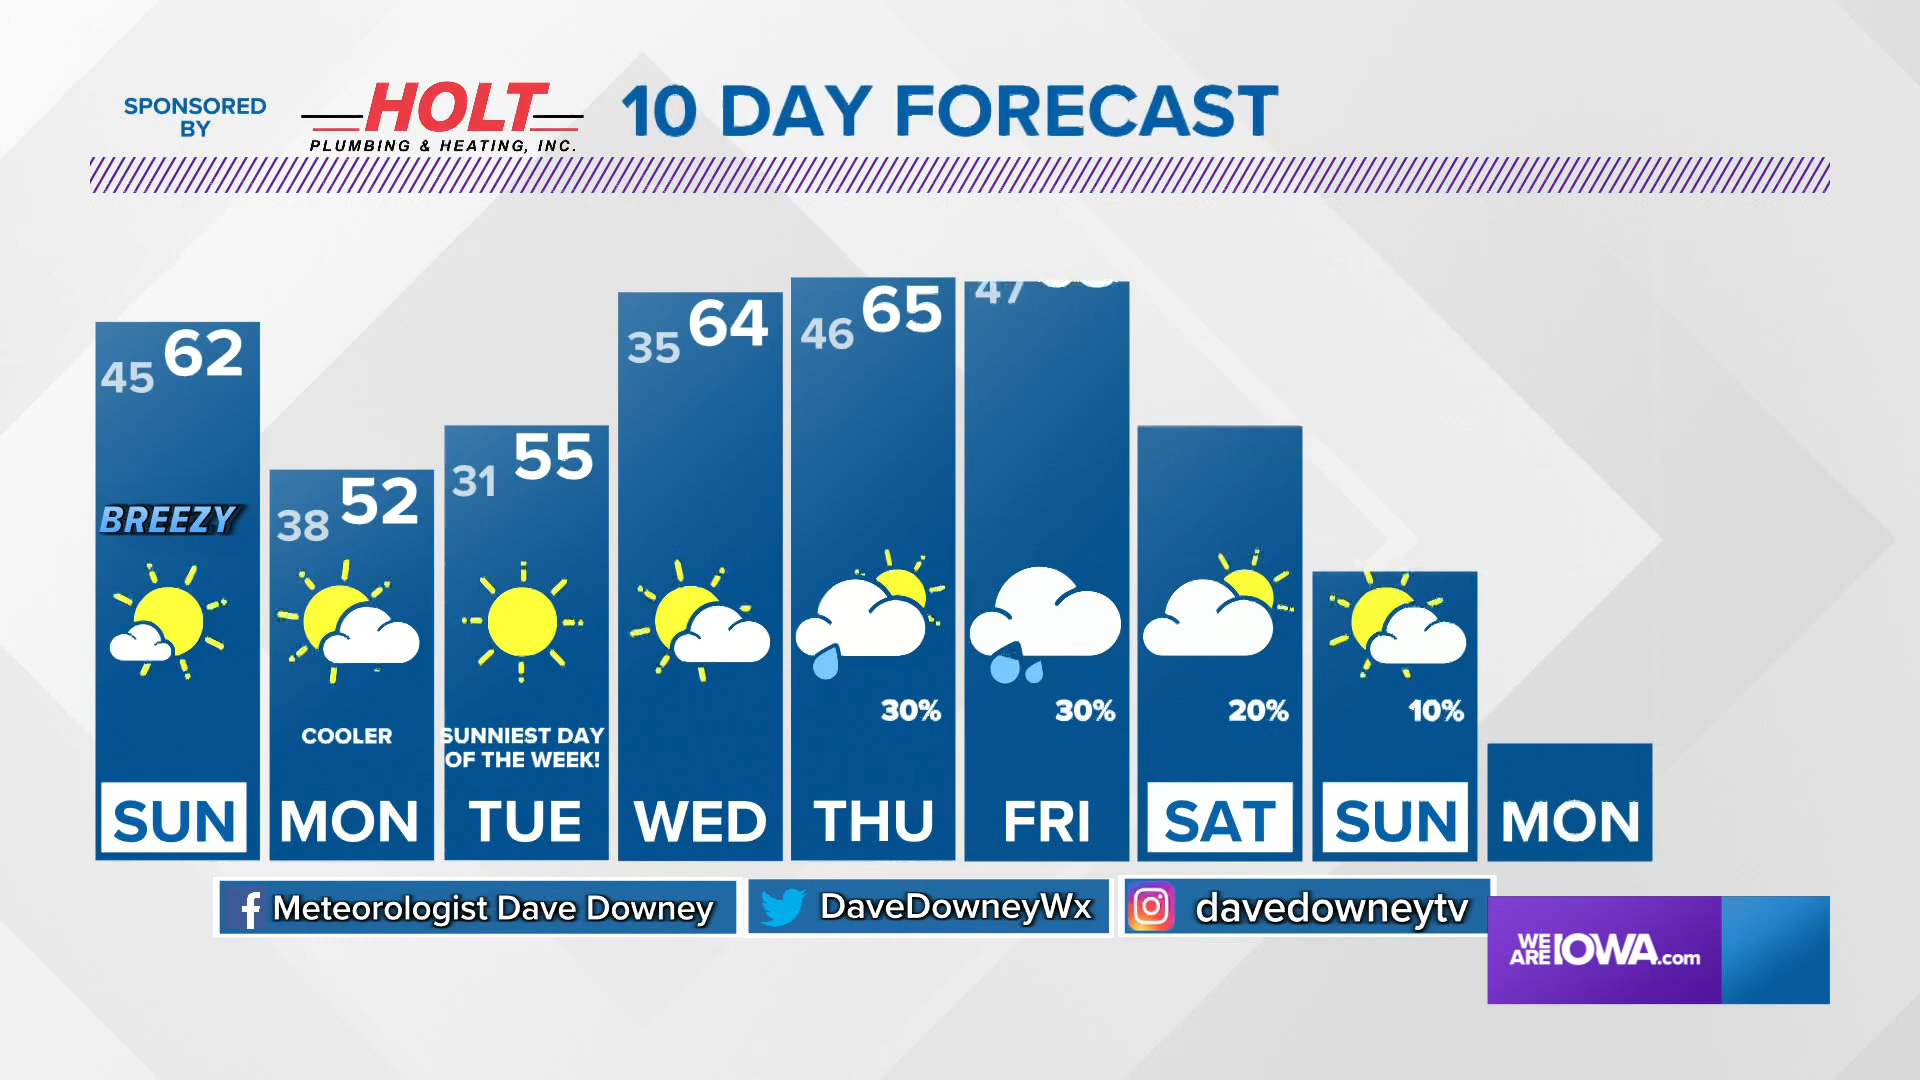 SPONSORED
BY
HOLT
PLUMBING & HEATING, INC.
10 DAY FORECAST
45 62
BREEZY
SUN
38 52
COOLER
MON
31 55
SUNNIEST DAY
OF THE WEEK!
TUE
35 64
WED
46 65
30%
THU
47
30%
FRI
20%
SAT
10%
SUN
MON
f Meteorologist Dave Downey
DaveDowneyWx
davedowneytv
WE
ARE IOWA.com